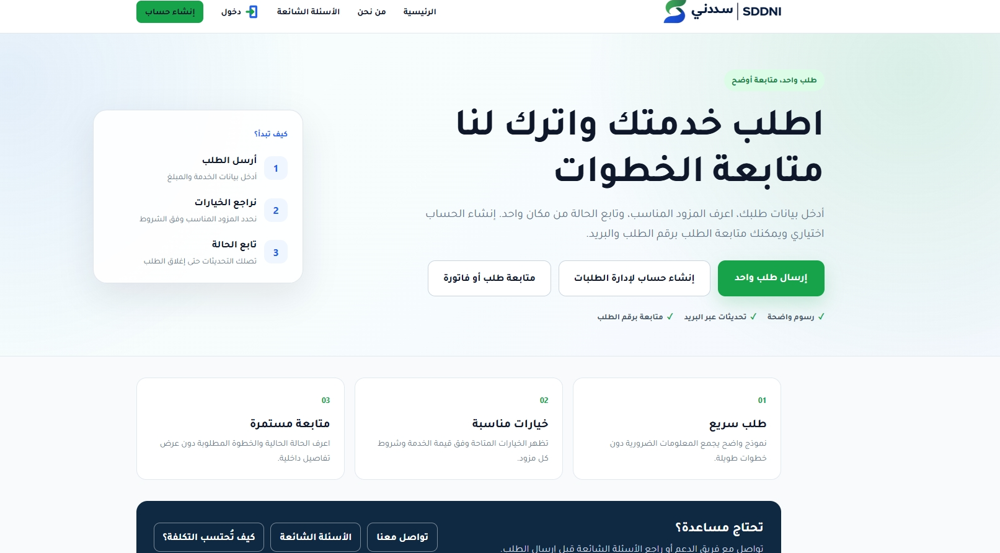 سددني | SDDNI
الرئيسية
من نحن
الأسئلة الشائعة
دخول
إنشاء حساب
طلب واحد، متابعة أوضح
اطلب خدمتك واترك لنا
متابعة الخطوات
أدخل بيانات طلبك، اعرف المزود المناسب، وتابع الحالة من مكان واحد. إنشاء الحساب
اختياري ويمكنك متابعة الطلب برقم الطلب والبريد.
إرسال طلب واحد
إنشاء حساب لإدارة الطلبات
متابعة طلب أو فاتورة
✓ رسوم واضحة
✓ تحديثات عبر البريد
✓ متابعة برقم الطلب
كيف تبدأ؟
1
أرسل الطلب
أدخل بيانات الخدمة والمبلغ
2
نراجع الخيارات
نحدد المزود المناسب وفق الشروط
3
تابع الحالة
تصلك التحديثات حتى إغلاق الطلب
01
طلب سريع
نموذج واضح يجمع المعلومات الضرورية دون
خطوات طويلة.
02
خيارات مناسبة
تظهر الخيارات المتاحة وفق قيمة الخدمة وشروط
كل مزود.
03
متابعة مستمرة
اعرف الحالة الحالية والخطوة المطلوبة دون عرض
تفاصيل داخلية.
تحتاج مساعدة؟
تواصل مع فريق الدعم أو راجع الأسئلة الشائعة قبل إرسال الطلب.
تواصل معنا
الأسئلة الشائعة
كيف تُحتسب التكلفة؟